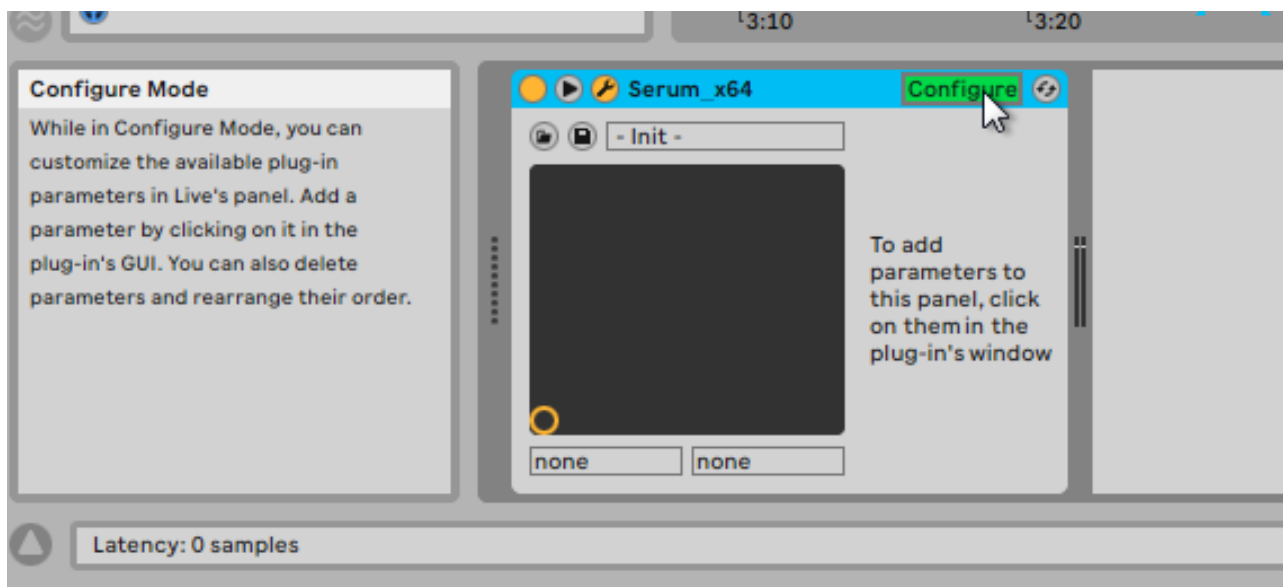 3:10
3:20
Configure Mode
While in Configure Mode, you can
customize the available plug-in
parameters in Live's panel. Add a
parameter by clicking on it in the
plug-in's GUI. You can also delete
parameters and rearrange their order.
Serum_x64
Configure
- Init -
To add
parameters to
this panel, click
on them in the
plug-in's window
none
none
Latency: 0 samples